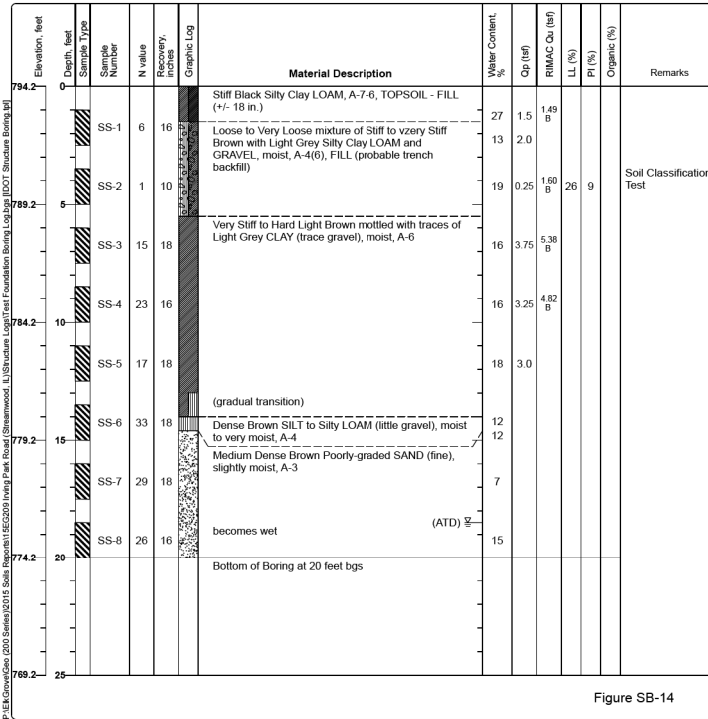 Elevation, feet
Depth, feet
Sample Type
Sample Number
N value
Recovery, inches
Graphic Log
Material Description
Water Content, %
Qp (tsf)
RIMAC Qu (tsf)
LL (%)
PI (%)
Organic (%)
Remarks
794.2 0
Stiff Black Silty Clay LOAM, A-7-6, TOPSOIL - FILL
(+/- 18 in.)
SS-1 6 16
27 1.5 1.49 B
Loose to Very Loose mixture of Stiff to vzery Stiff
Brown with Light Grey Silty Clay LOAM and
GRAVEL, moist, A-4(6), FILL (probable trench
backfill)
13 2.0
SS-2 1 10
19 0.25 1.60 B 26 9
Soil Classification
Test
789.2 5
Very Stiff to Hard Light Brown mottled with traces of
Light Grey CLAY (trace gravel), moist, A-6
SS-3 15 18
16 3.75 5.38 B
SS-4 23 16
16 3.25 4.82 B
784.2 10
SS-5 17 18
18 3.0
(gradual transition)
SS-6 33 18
Dense Brown SILT to Silty LOAM (little gravel), moist
to very moist, A-4
12
12
779.2 15
Medium Dense Brown Poorly-graded SAND (fine),
slightly moist, A-3
SS-7 29 18
7
(ATD)
becomes wet
SS-8 26 16
15
774.2 20
Bottom of Boring at 20 feet bgs
769.2 25
Figure SB-14
P:\ElkGrove\Geo (200 Series)\2015 Soils Reports\15EG209 Irving Park Road (Streamwood, IL)\Structure Logs\Test Foundation Boring Log.bgs [IDOT Structure Boring.tpl]